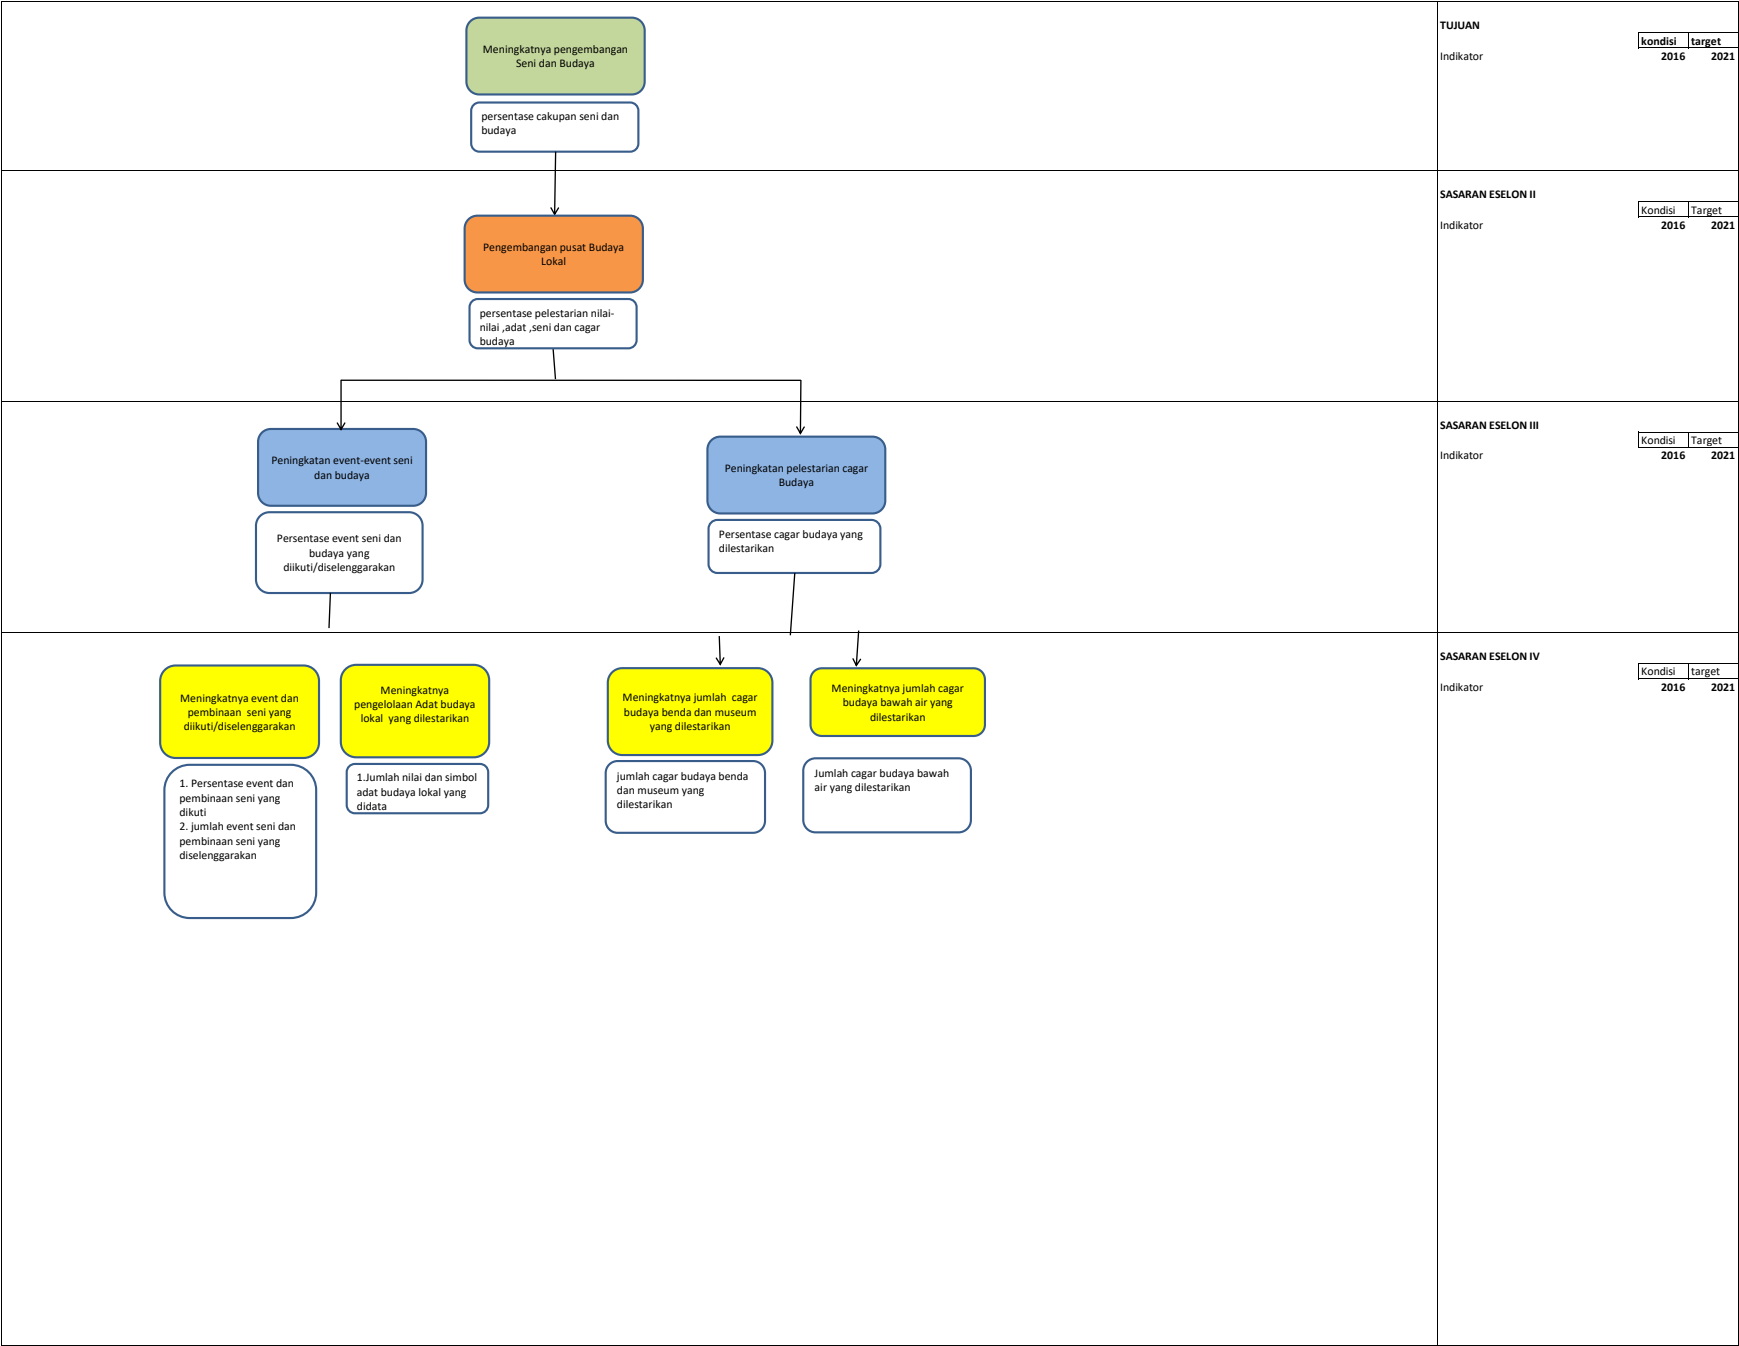 Meningkatnya pengembangan
Seni dan Budaya
persentase cakupan seni dan
budaya
TUJUAN
kondisi target
Indikator 2016 2021
Pengembangan pusat Budaya
Lokal
persentase pelestarian nilai-
nilai ,adat ,seni dan cagar
budaya
SASARAN ESELON II
Kondisi Target
Indikator 2016 2021
Peningkatan event-event seni
dan budaya
Persentase event seni dan
budaya yang
diikuti/diselenggarakan
Peningkatan pelestarian cagar
Budaya
Persentase cagar budaya yang
dilestarikan
SASARAN ESELON III
Kondisi Target
Indikator 2016 2021
Meningkatnya event dan
pembinaan  seni yang
diikuti/diselenggarakan
1. Persentase event dan
pembinaan seni yang
dikuti
2. jumlah event seni dan
pembinaan seni yang
diselenggarakan
Meningkatnya
pengelolaan Adat budaya
lokal  yang dilestarikan
1.Jumlah nilai dan simbol
adat budaya lokal yang
didata
Meningkatnya jumlah  cagar
budaya benda dan museum
yang dilestarikan
jumlah cagar budaya benda
dan museum yang
dilestarikan
Meningkatnya jumlah cagar
budaya bawah air yang
dilestarikan
Jumlah cagar budaya bawah
air yang dilestarikan
SASARAN ESELON IV
Kondisi target
Indikator 2016 2021